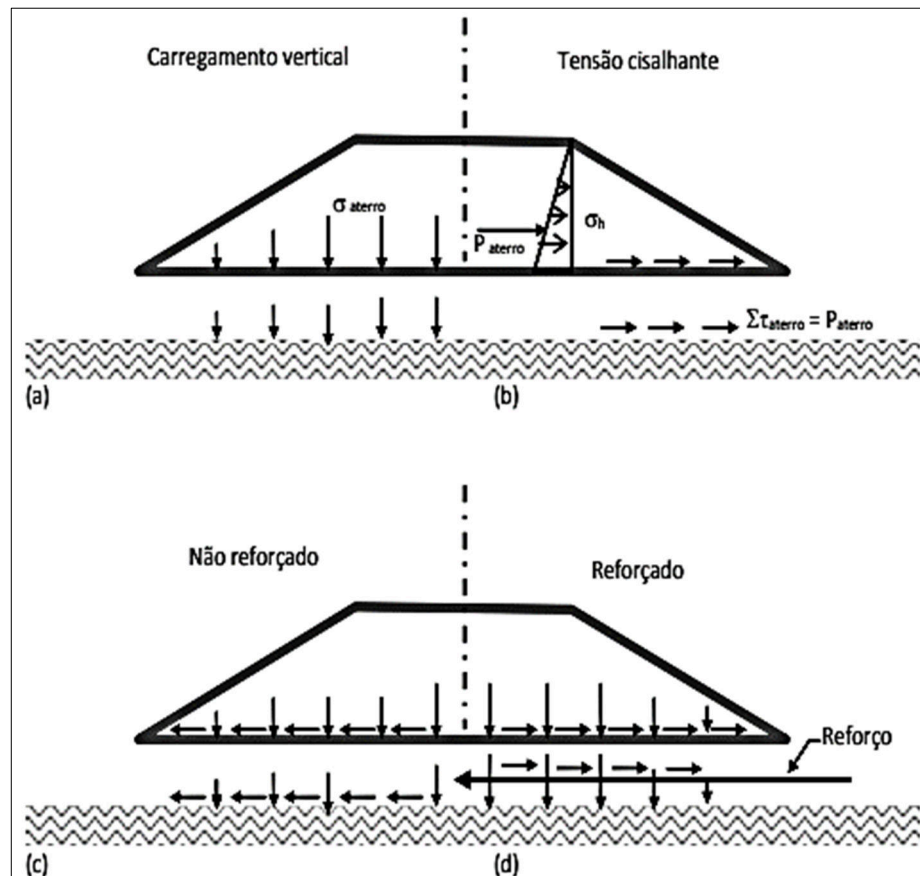 Carregamento vertical
Tensão cisalhante
σ aterro
P aterro
σh
Στaterro = Paterro
(a)
(b)
Não reforçado
Reforçado
Reforço
(c)
(d)